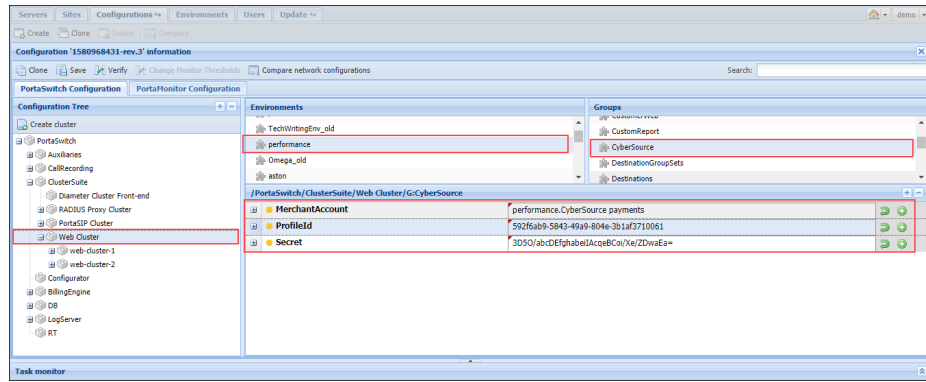 Servers Sites Configurations Environments Users Update demo
Create Clone Delete Compare
Configuration '1580968431-rev.3' information
Clone Save Verify Change Monitor Thresholds Compare network configurations Search:
PortaSwitch Configuration PortaMonitor Configuration
Configuration Tree Environments Groups
Create cluster
TechWritingEnv_old CustomReport
PortaSwitch performance CyberSource
Auxiliaries Omega_old DestinationGroupSets
CallRecording aston Destinations
ClusterSuite
Diameter Cluster Front-end /PortaSwitch/ClusterSuite/Web Cluster/G:CyberSource
RADIUS Proxy Cluster MerchantAccount performance.CyberSource payments
PortaSIP Cluster ProfileId 592f6ab9-5843-49a9-804e-3b1af3710061
Web Cluster Secret 3D5O/abcDEfghabeiIAcqeBCoi/Xe/ZDwaEa=
web-cluster-1
web-cluster-2
Configurator
BillingEngine
DB
LogServer
RT
Task monitor